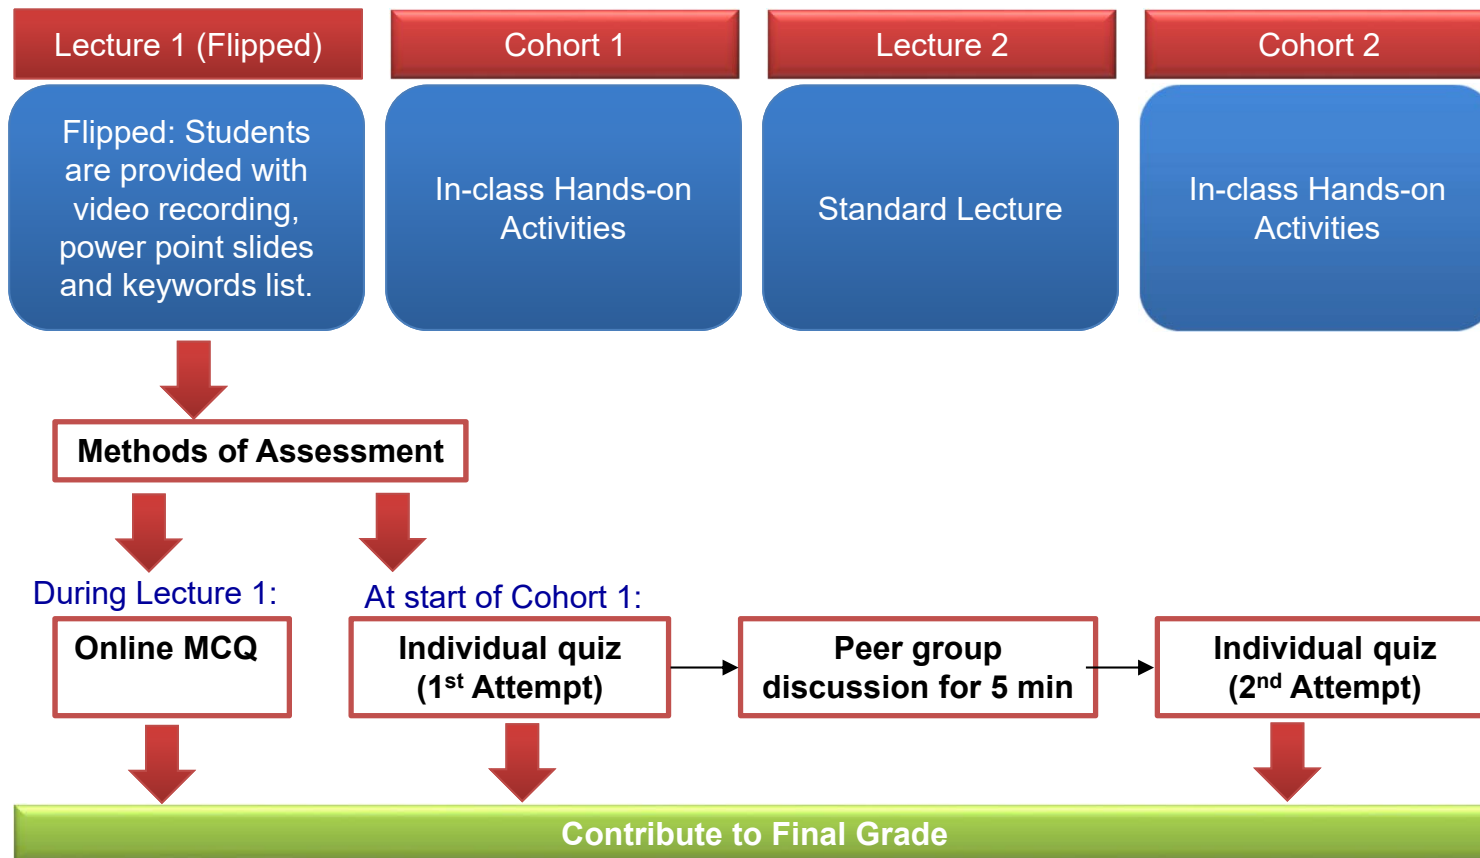 Lecture 1 (Flipped)
Cohort 1
Lecture 2
Cohort 2
Flipped: Students
are provided with
video recording,
power point slides
and keywords list.
In-class Hands-on
Activities
Standard Lecture
In-class Hands-on
Activities
Methods of Assessment
During Lecture 1:
At start of Cohort 1:
Online MCQ
Individual quiz
(1st Attempt)
Peer group
discussion for 5 min
Individual quiz
(2nd Attempt)
Contribute to Final Grade